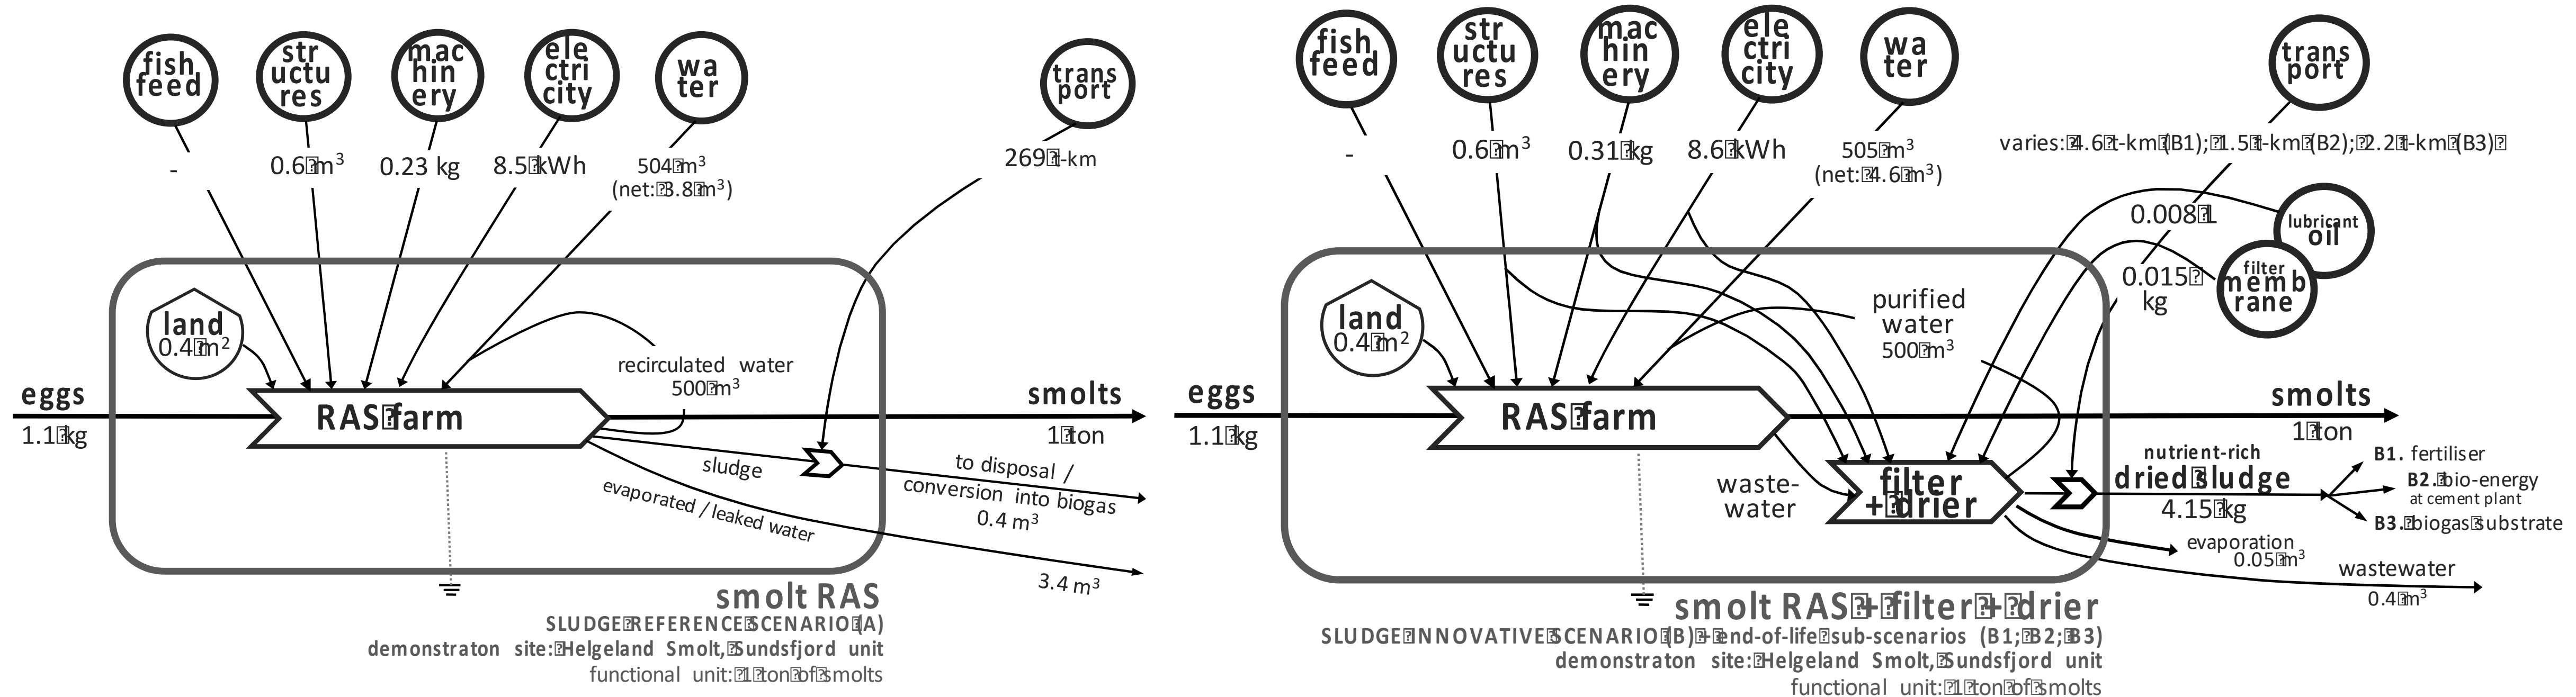 fish
feed
str
uctu
res
mac
hin
ery
ele
ctri
city
wa
ter
trans
port
-
0.6 m³
0.23 kg
8.5 kWh
504 m³
(net: 3.8 m³)
269 t-km
land
0.4 m²
recirculated water
500 m³
eggs
1.1 kg
RAS farm
smolts
1 ton
sludge
to disposal /
conversion into biogas
0.4 m³
evaporated / leaked water
3.4 m³
smolt RAS
SLUDGE REFERENCE SCENARIO (A)
demonstraton site: Helgeland Smolt, Sundsfjord unit
functional unit: 1 ton of smolts
fish
feed
str
uctu
res
mac
hin
ery
ele
ctri
city
wa
ter
trans
port
-
0.6 m³
0.31 kg
8.6 kWh
505 m³
(net: 4.6 m³)
varies: 4.6 t-km (B1); 1.5 t-km (B2); 2.2 t-km (B3)
0.008 L
lubricant
oil
0.015
kg
filter
memb
rane
land
0.4 m²
purified
water
500 m³
eggs
1.1 kg
RAS farm
smolts
1 ton
waste-
water
filter
+ drier
nutrient-rich
dried sludge
4.15 kg
B1. fertiliser
B2. bio-energy
at cement plant
B3. biogas substrate
evaporation
0.05 m³
wastewater
0.4 m³
smolt RAS + filter + drier
SLUDGE INNOVATIVE SCENARIO (B) + end-of-life sub-scenarios (B1; B2; B3)
demonstraton site: Helgeland Smolt, Sundsfjord unit
functional unit: 1 ton of smolts